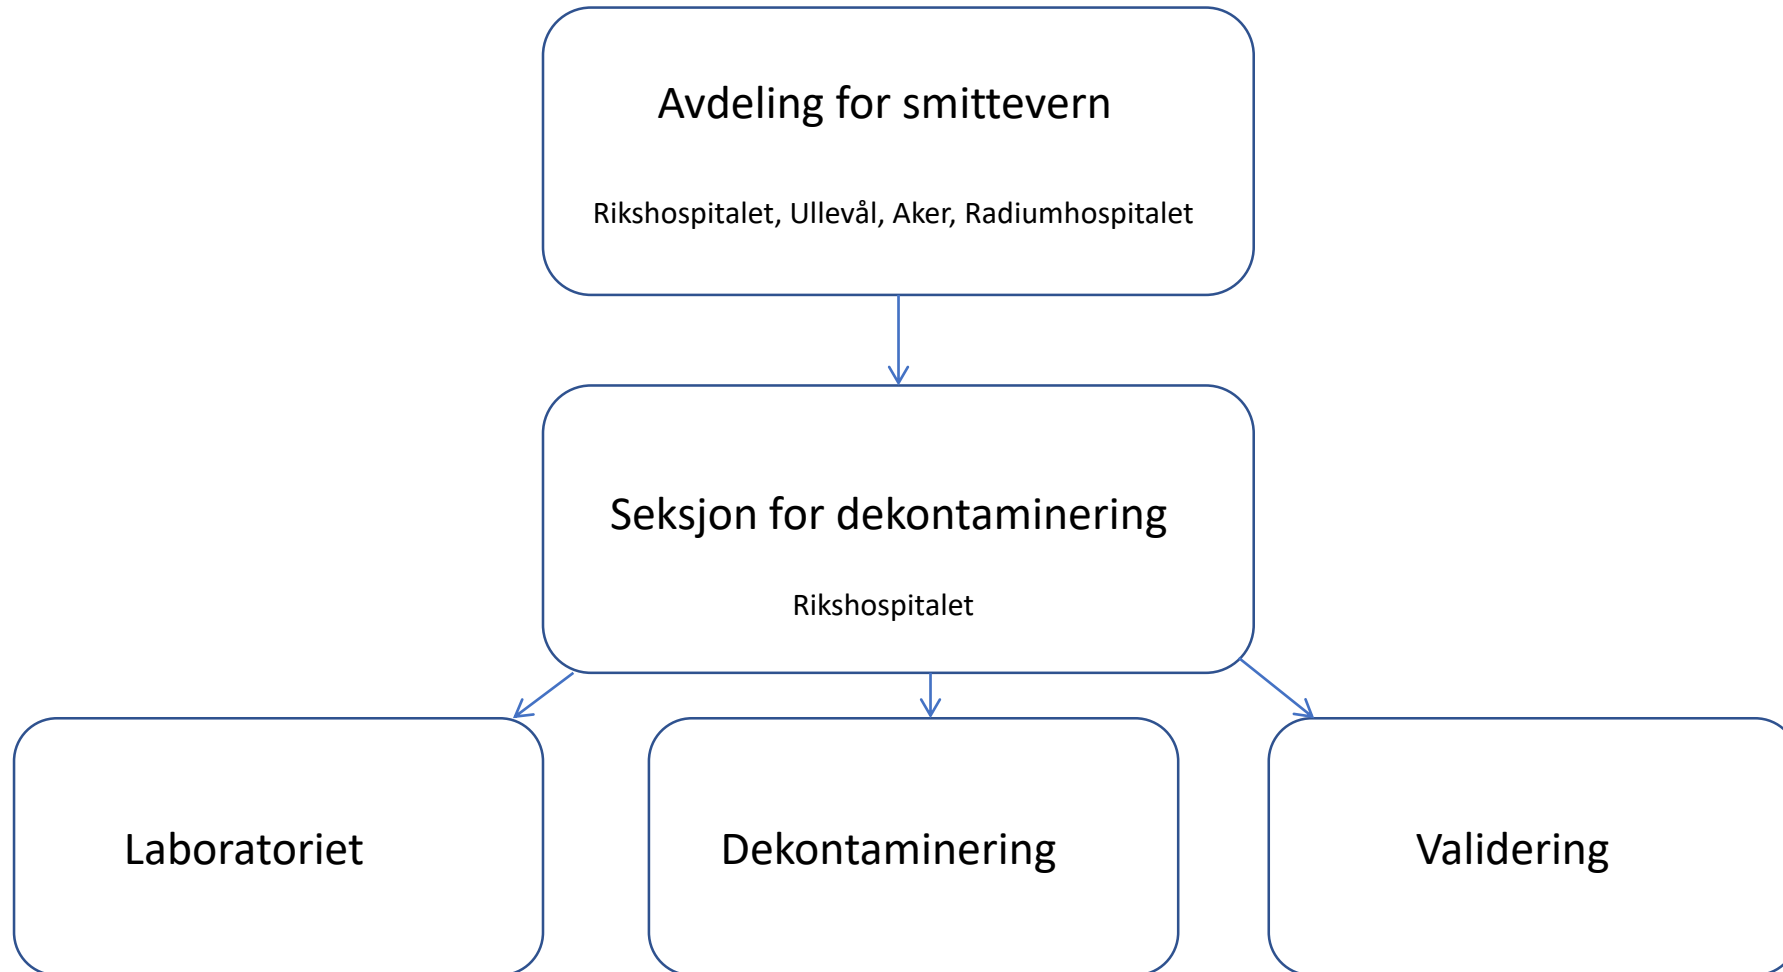 Avdeling for smittevern
Rikshospitalet, Ullevål, Aker, Radiumhospitalet
Seksjon for dekontaminering
Rikshospitalet
Laboratoriet
Dekontaminering
Validering